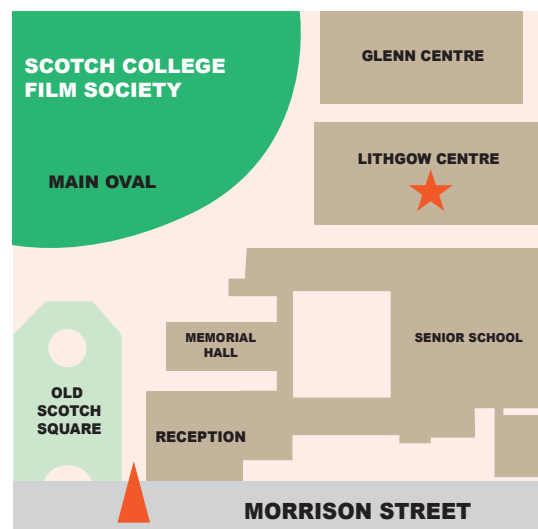 SCOTCH COLLEGE
FILM SOCIETY
GLENN CENTRE
LITHGOW CENTRE
MAIN OVAL
MEMORIAL
HALL
SENIOR SCHOOL
OLD
SCOTCH
SQUARE
RECEPTION
MORRISON STREET